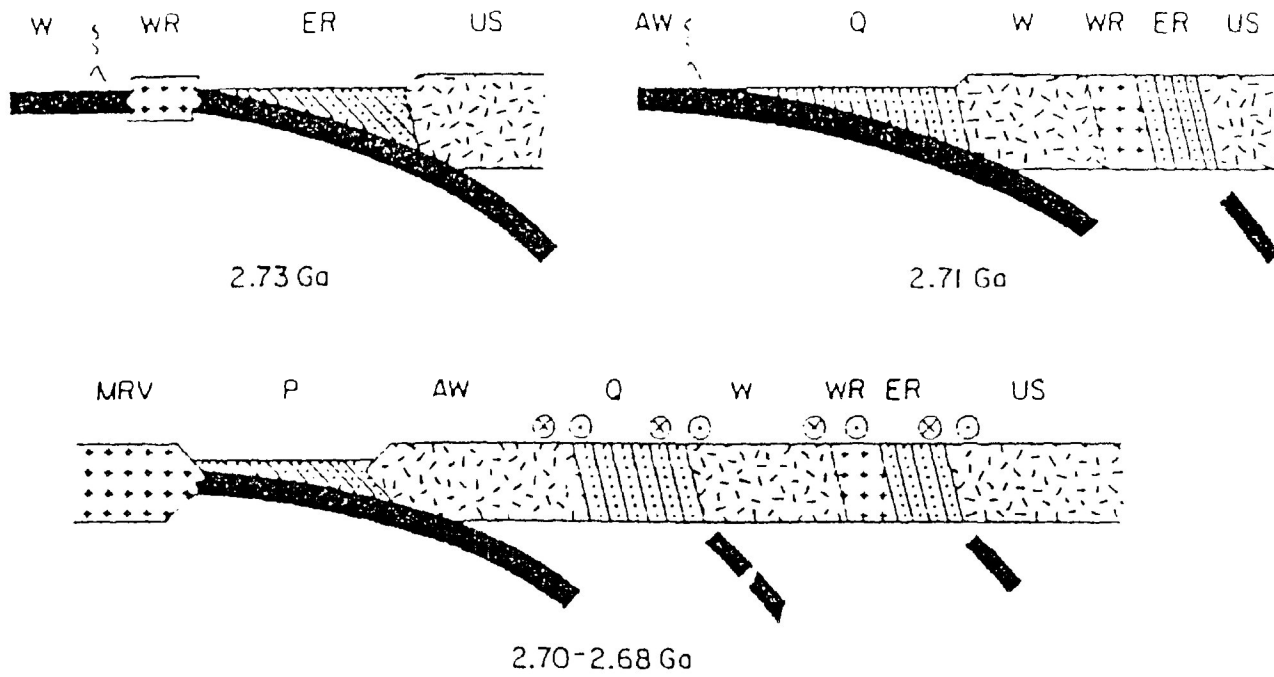 W WR ER US
AW Q W WR ER US
2.73 Ga
2.71 Ga
MRV P AW Q W WR ER US
2.70-2.68 Ga